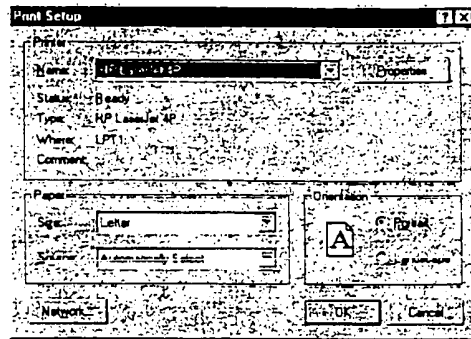 Print Setup
Printer
Name: HP LaserJet 4P
Properties
Status: Ready
Type: HP LaserJet 4P
Where: LPT1:
Comment:
Paper
Size: Letter
Source: Automatically Select
Orientation
A
Portrait
Landscape
Network...
OK
Cancel